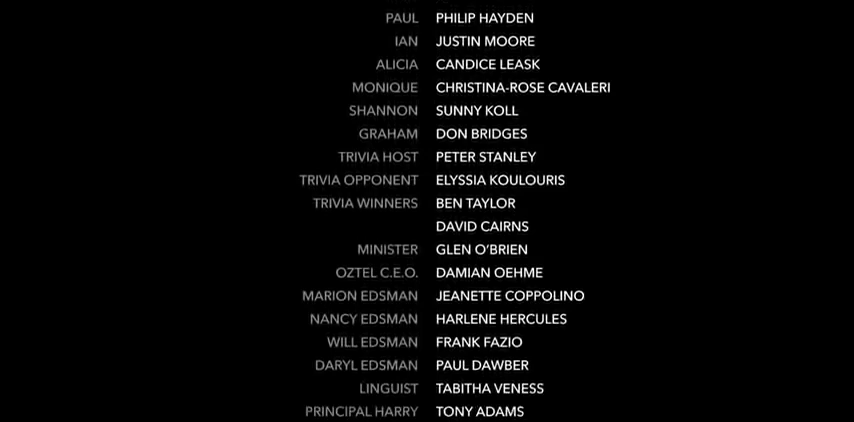 PAUL PHILIP HAYDEN
IAN JUSTIN MOORE
ALICIA CANDICE LEASK
MONIQUE CHRISTINA-ROSE CAVALERI
SHANNON SUNNY KOLL
GRAHAM DON BRIDGES
TRIVIA HOST PETER STANLEY
TRIVIA OPPONENT ELYSSIA KOULOURIS
TRIVIA WINNERS BEN TAYLOR
DAVID CAIRNS
MINISTER GLEN O'BRIEN
OZTEL C.E.O. DAMIAN OEHME
MARION EDSMAN JEANETTE COPPOLINO
NANCY EDSMAN HARLENE HERCULES
WILL EDSMAN FRANK FAZIO
DARYL EDSMAN PAUL DAWBER
LINGUIST TABITHA VENESS
PRINCIPAL HARRY TONY ADAMS